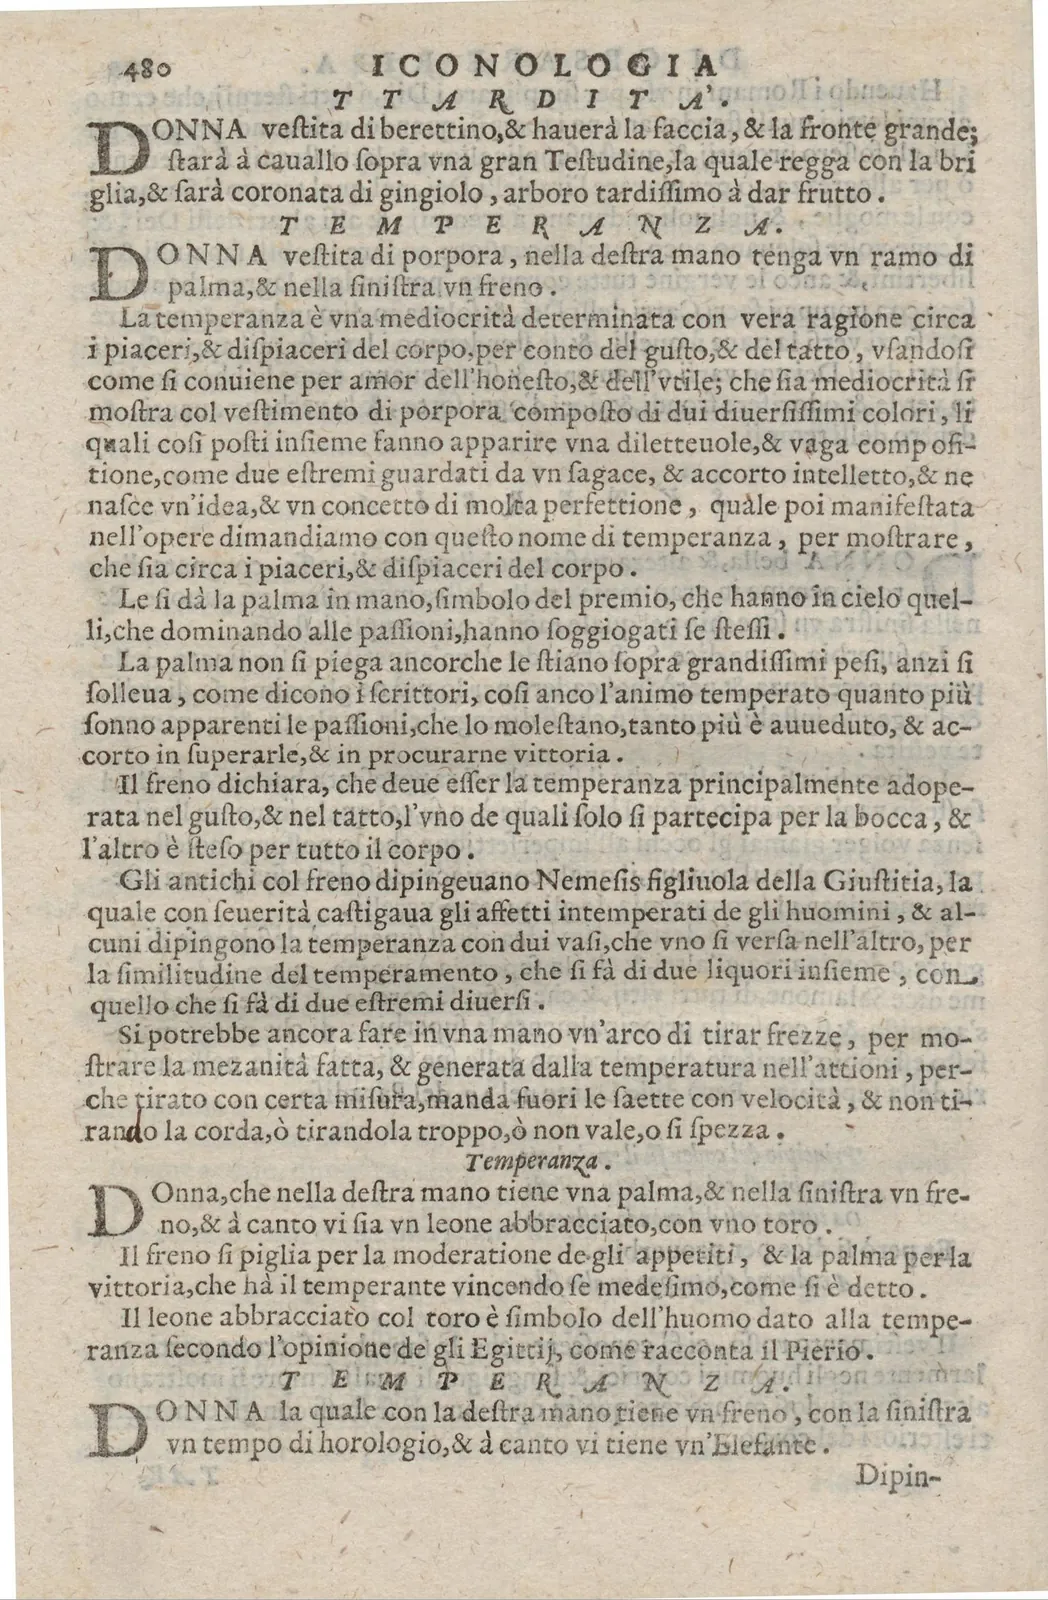 480 ICONOLOGIA
TTARDITA'.
DONNA veſtita di berettino,& hauerà la faccia, & la fronte grande;
ſtarà à cauallo ſopra vna gran Teſtudine,la quale regga con la bri
glia,& ſarà coronata di gingiolo, arboro tardiſſimo à dar frutto.
TEMPERANZA.
DONNA veſtita di porpora, nella deſtra mano tenga vn ramo di
palma,& nella ſiniſtra vn freno.
La temperanza è vna mediocrità determinata con vera ragione circa
i piaceri,& diſpiaceri del corpo,per conto del guſto,& del tatto, vſandoſi
come ſi conuiene per amor dell'honeſto,& dell'vtile; che ſia mediocrità ſi
moſtra col veſtimento di porpora compoſto di dui diuerſiſſimi colori, li
quali coſì poſti inſieme fanno apparire vna diletteuole,& vaga compoſi-
tione,come due eſtremi guardati da vn ſagace, & accorto intelletto,& ne
naſce vn'idea,& vn concetto di molta perfettione, quale poi manifeſtata
nell'opere dimandiamo con queſto nome di temperanza, per moſtrare,
che ſia circa i piaceri,& diſpiaceri del corpo.
Le ſi dà la palma in mano,ſimbolo del premio, che hanno in cielo quel-
li,che dominando alle paſſioni,hanno ſoggiogati ſe ſteſſi.
La palma non ſi piega ancorche le ſtiano ſopra grandiſſimi peſi, anzi ſi
ſolleua, come dicono i ſcrittori, coſì anco l'animo temperato quanto più
ſonno apparenti le paſſioni,che lo moleſtano,tanto più è auueduto, & ac-
corto in ſuperarle,& in procurarne vittoria.
Il freno dichiara, che deue eſſer la temperanza principalmente adope-
rata nel guſto,& nel tatto,l'vno de quali ſolo ſi partecipa per la bocca, &
l'altro è ſteſo per tutto il corpo.
Gli antichi col freno dipingeuano Nemeſis figliuola della Giuſtitia, la
quale con ſeuerità caſtigaua gli affetti intemperati de gli huomini, & al-
cuni dipingono la temperanza con dui vaſi,che vno ſi verſa nell'altro, per
la ſimilitudine del temperamento, che ſi fà di due liquori inſieme, con
quello che ſi fà di due eſtremi diuerſi.
Si potrebbe ancora fare in vna mano vn'arco di tirar frezze, per mo-
ſtrare la mezanità fatta, & generata dalla temperatura nell'attioni, per-
che tirato con certa miſura,manda fuori le ſaette con velocità, & non ti-
rando la corda,ò tirandola troppo,ò non vale,o ſi ſpezza.
Temperanza.
DOnna,che nella deſtra mano tiene vna palma,& nella ſiniſtra vn fre-
no,& à canto vi ſia vn leone abbracciato,con vno toro.
Il freno ſi piglia per la moderatione de gli appetiti, & la palma per la
vittoria,che hà il temperante vincendo ſe medeſimo,come ſi è detto.
Il leone abbracciato col toro è ſimbolo dell'huomo dato alla tempe-
ranza ſecondo l'opinione de gli Egittij, come racconta il Pierio.
TEMPERANZA.
DONNA la quale con la deſtra mano tiene vn freno, con la ſiniſtra
vn tempo di horologio,& à canto vi tiene vn'Elefante.
Dipin-